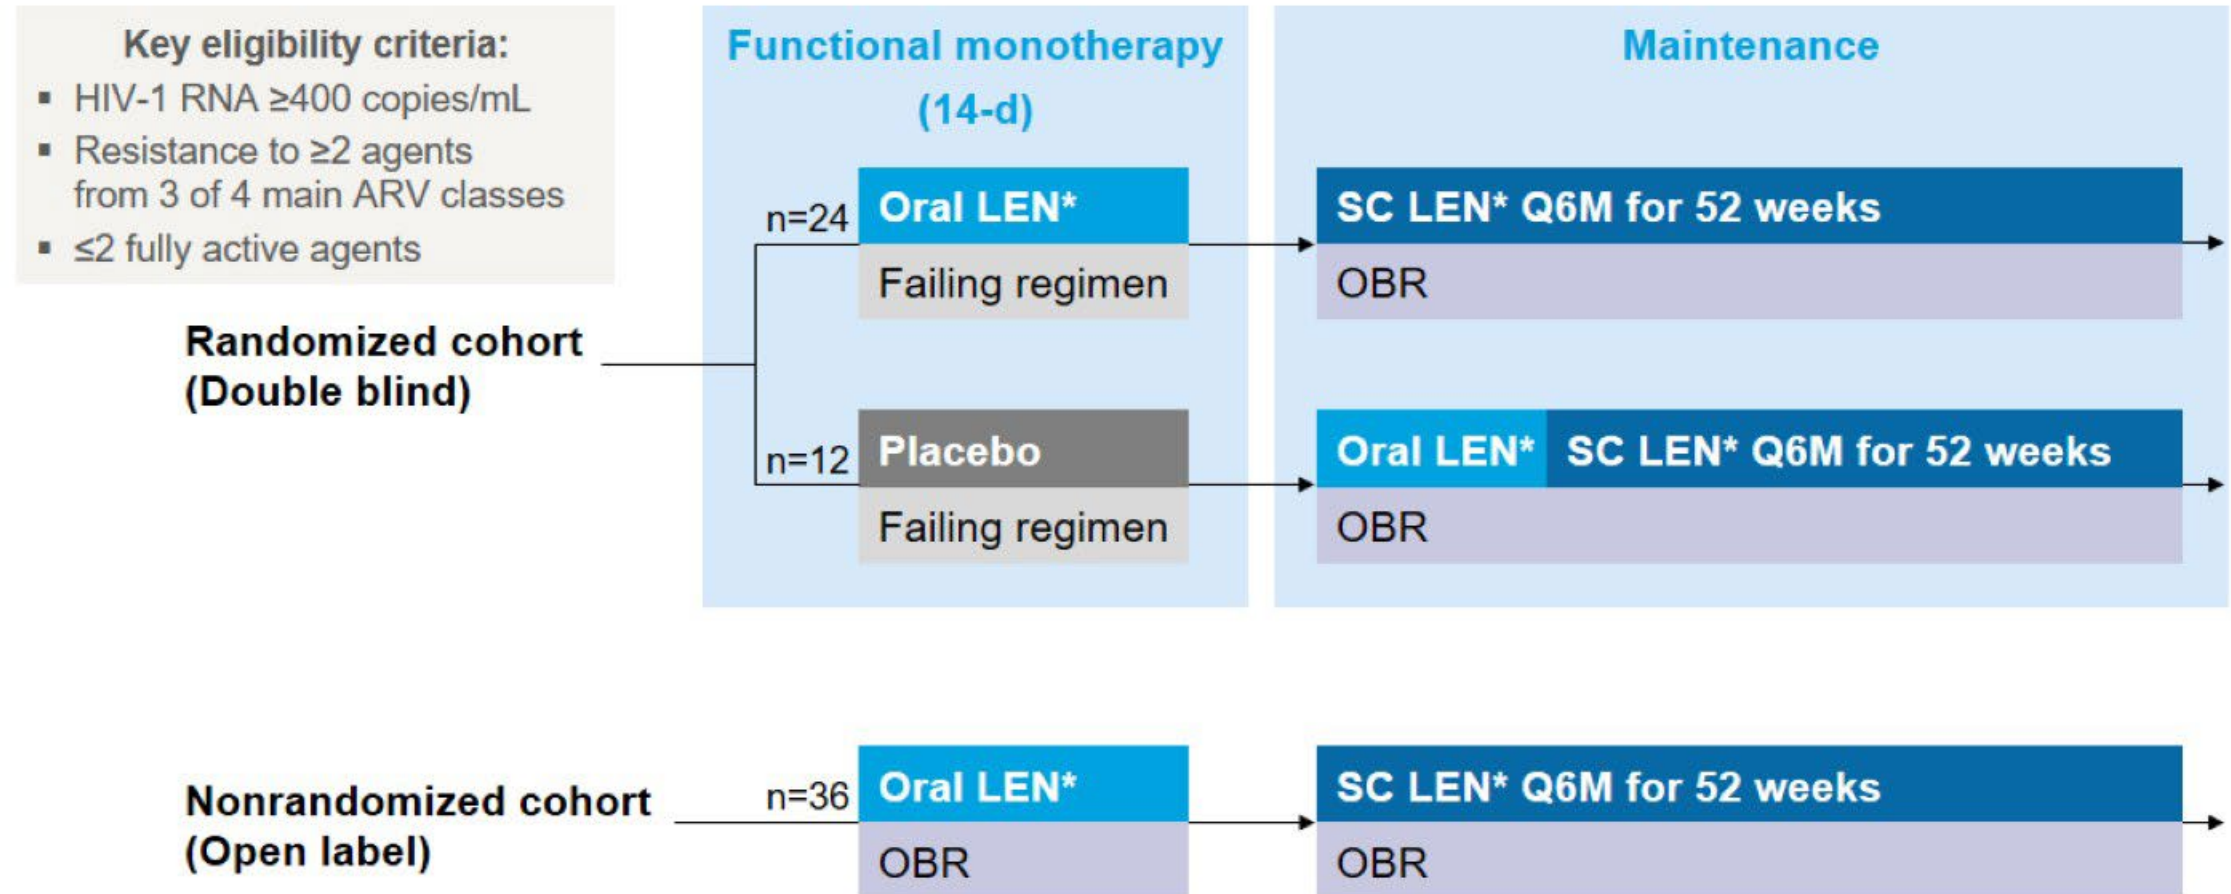 Key eligibility criteria:
▪ HIV-1 RNA ≥400 copies/mL
▪ Resistance to ≥2 agents
from 3 of 4 main ARV classes
▪ ≤2 fully active agents
Functional monotherapy
(14-d)
Maintenance
Randomized cohort
(Double blind)
n=24
Oral LEN*
Failing regimen
SC LEN* Q6M for 52 weeks
OBR
n=12
Placebo
Failing regimen
Oral LEN* SC LEN* Q6M for 52 weeks
OBR
Nonrandomized cohort
(Open label)
n=36
Oral LEN*
OBR
SC LEN* Q6M for 52 weeks
OBR